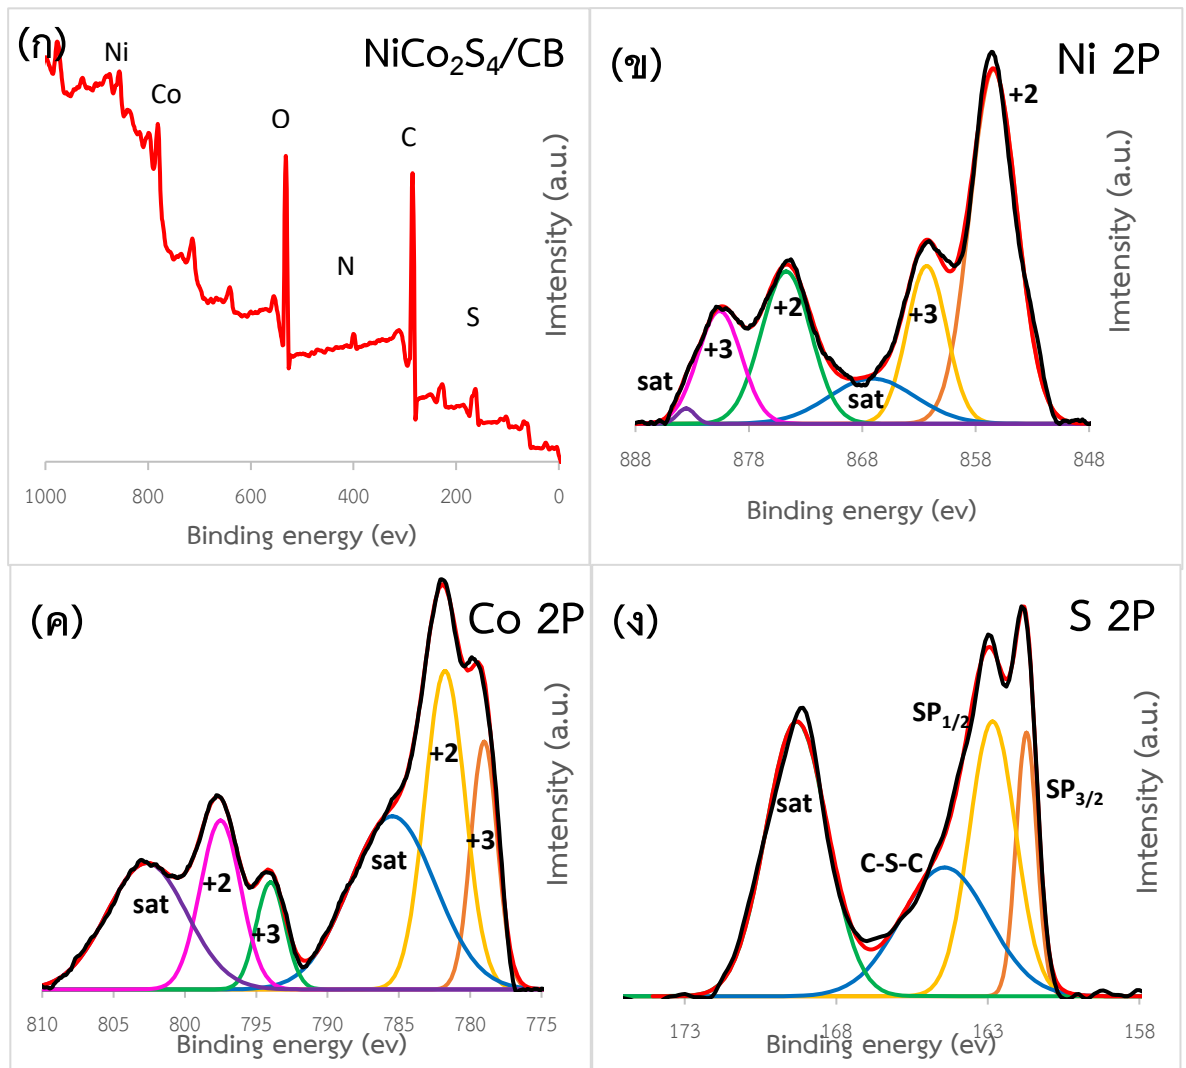 (ก)
NiCo₂S₄/CB
Ni
Co
O
C
N
S
Imtensity (a.u.)
1000 800 600 400 200 0
Binding energy (ev)
(ข)
Ni 2P
+2
+3
+2
+3
sat
sat
Imtensity (a.u.)
888 878 868 858 848
Binding energy (ev)
(ค)
Co 2P
+2
+3
sat
+2
+3
sat
Imtensity (a.u.)
810 805 800 795 790 785 780 775
Binding energy (ev)
(ง)
S 2P
SP₁/₂
SP₃/₂
sat
C-S-C
Imtensity (a.u.)
173 168 163 158
Binding energy (ev)